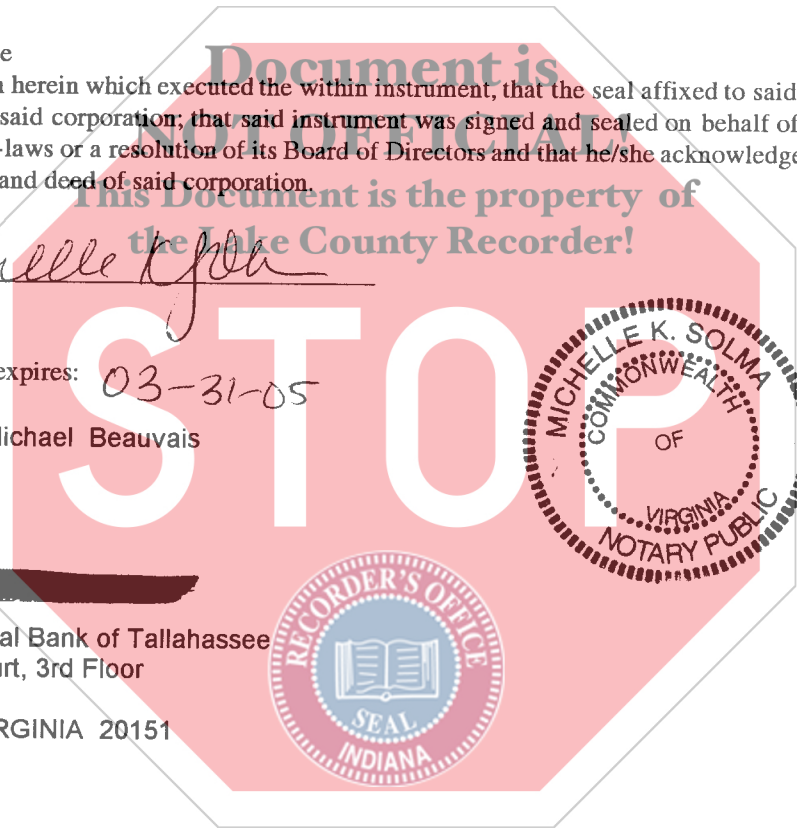 Document is
e
herein which executed the within instrument, that the seal affixed to said
said corporation; that said instrument was signed and sealed on behalf of
NOT OFFICIAL!
-laws or a resolution of its Board of Directors and that he/she acknowledge
and deed of said corporation.
This Document is the property of
the Lake County Recorder!
STOP
expires: 03-31-05
Michael Beauvais
MICHELLE K. SOLMA
COMMONWEALTH
OF
VIRGINIA
NOTARY PUBLIC
al Bank of Tallahassee
rt, 3rd Floor
RGINIA 20151
RECORDER'S OFFICE
SEAL
INDIANA